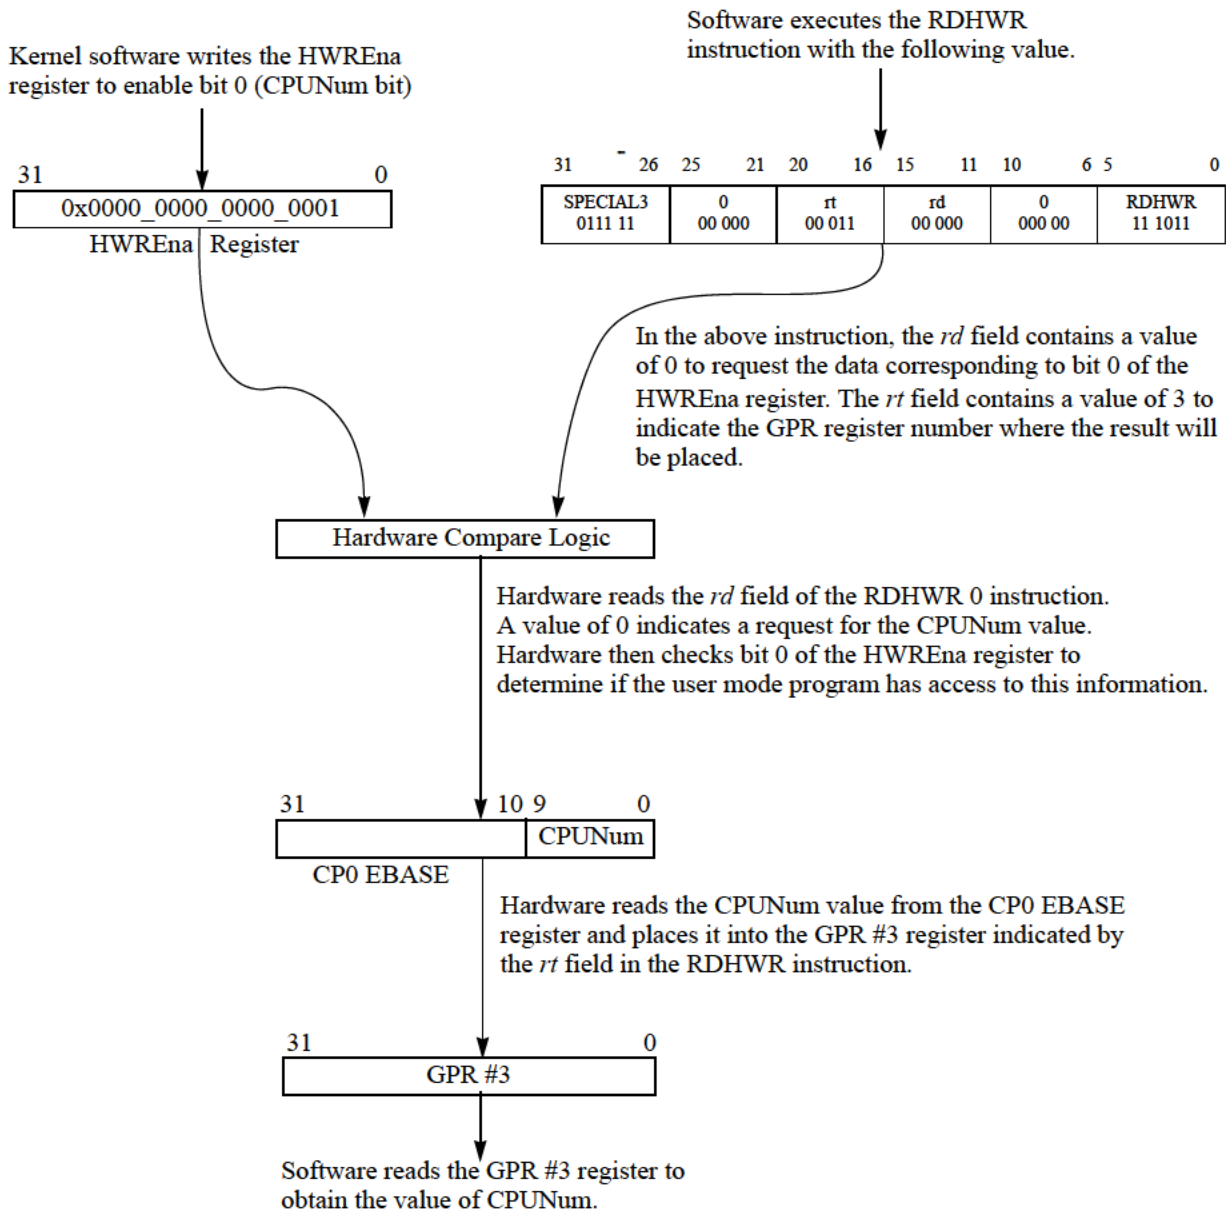 Software executes the RDHWR
instruction with the following value.
Kernel software writes the HWREna
register to enable bit 0 (CPUNum bit)
31 0
0x0000_0000_0000_0001
HWREna Register
31 - 26 25 21 20 16 15 11 10 6 5 0
SPECIAL3 0 rt rd 0 RDHWR
0111 11 00 000 00 011 00 000 000 00 11 1011
In the above instruction, the rd field contains a value
of 0 to request the data corresponding to bit 0 of the
HWREna register. The rt field contains a value of 3 to
indicate the GPR register number where the result will
be placed.
Hardware Compare Logic
Hardware reads the rd field of the RDHWR 0 instruction.
A value of 0 indicates a request for the CPUNum value.
Hardware then checks bit 0 of the HWREna register to
determine if the user mode program has access to this information.
31 10 9 0
CPUNum
CP0 EBASE
Hardware reads the CPUNum value from the CP0 EBASE
register and places it into the GPR #3 register indicated by
the rt field in the RDHWR instruction.
31 0
GPR #3
Software reads the GPR #3 register to
obtain the value of CPUNum.